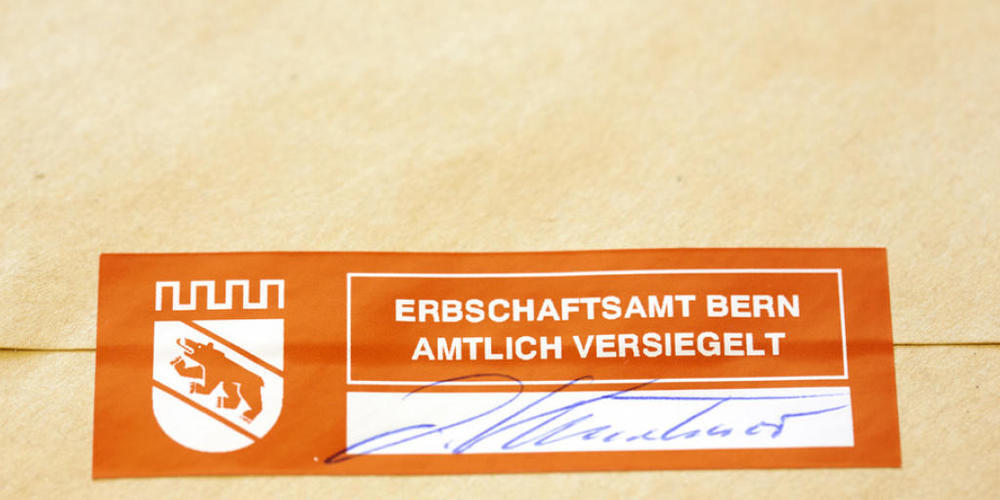 ERBSCHAFTSAMT BERN
AMTLICH VERSIEGELT